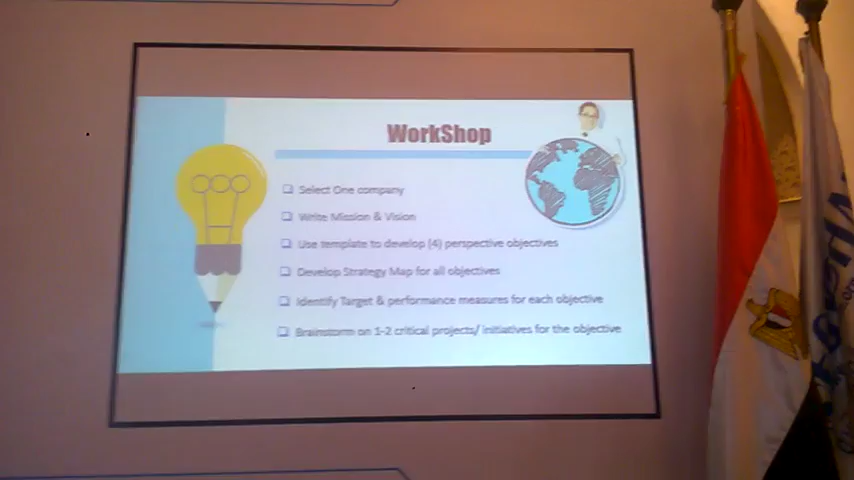 WorkShop
Select One company
Write Mission & Vision
Use template to develop (4) perspective objectives
Develop Strategy Map for all objectives
Identify Target & performance measures for each objective
Brainstorm on 1-2 critical projects/ initiatives for the objective